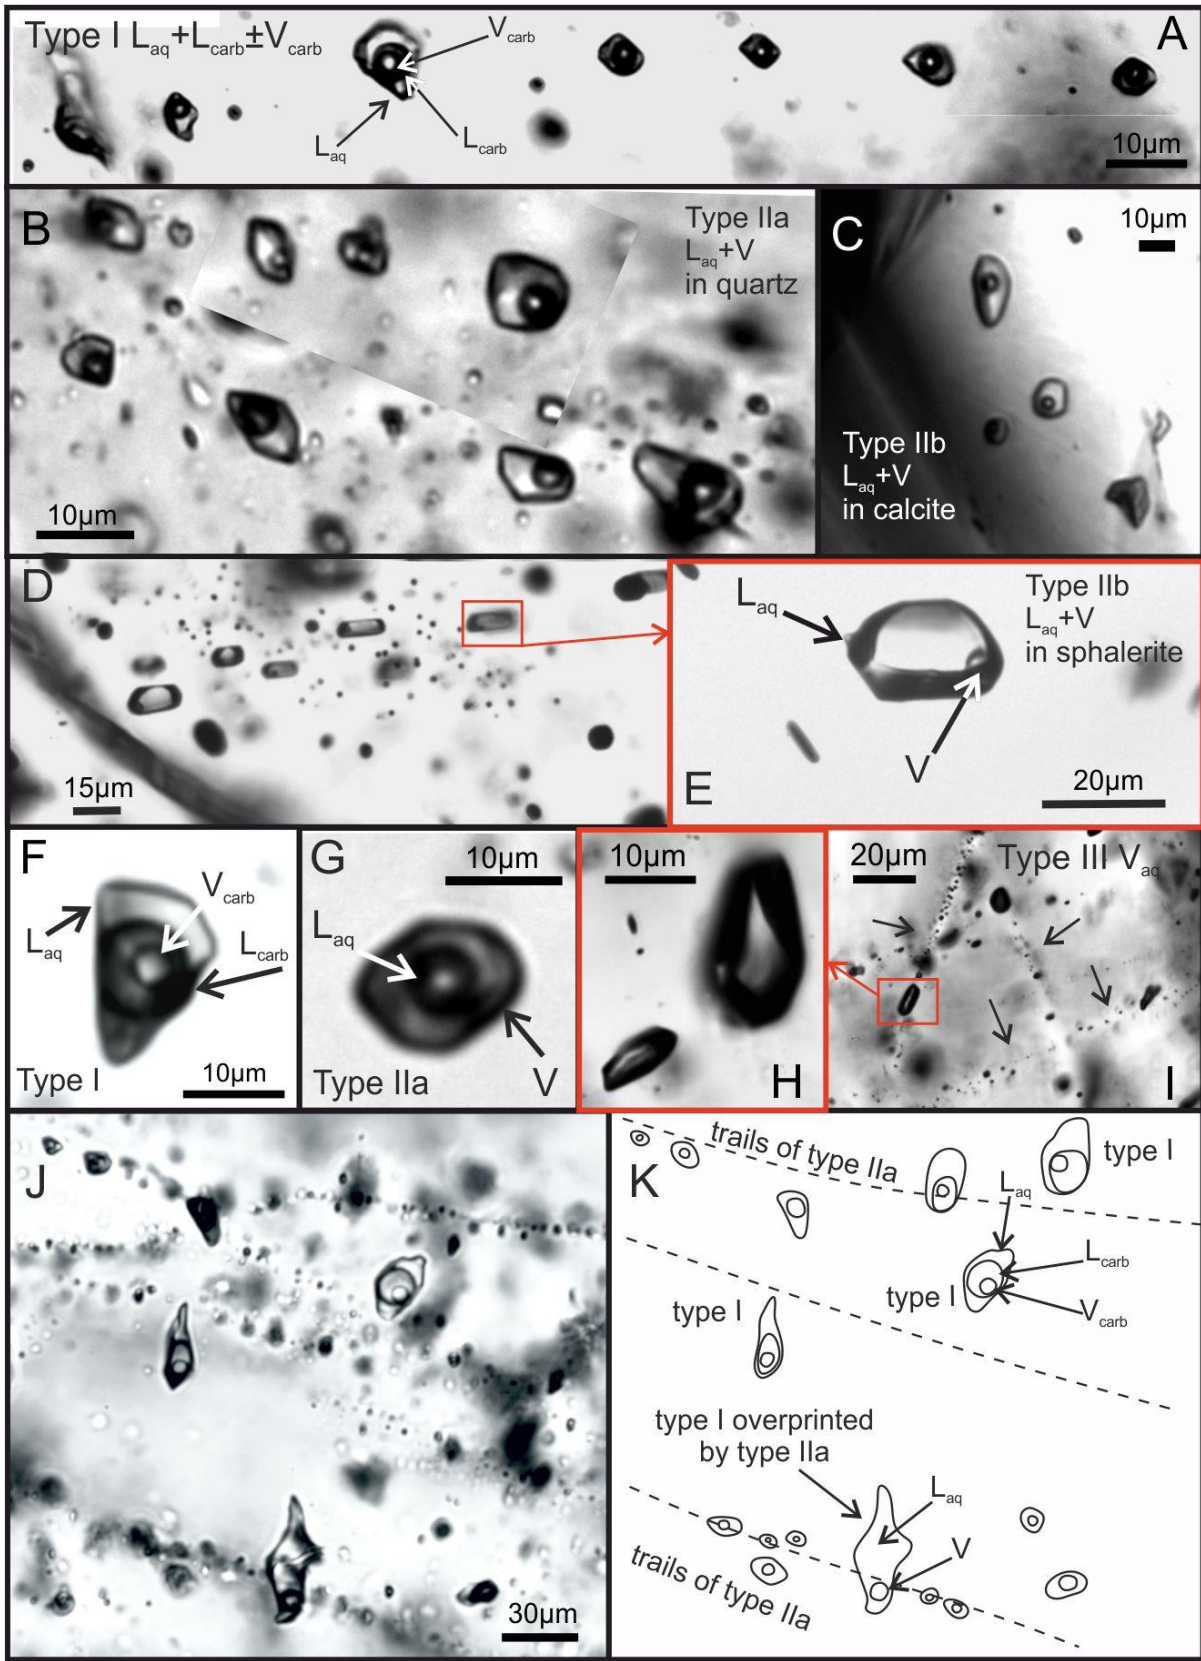 Type I Laq+Lcarb±Vcarb
Vcarb
A
Laq
Lcarb
10µm
B
Type IIa
Laq+V
in quartz
10µm
C
10µm
Type IIb
Laq+V
in calcite
D
15µm
Laq
Type IIb
Laq+V
in sphalerite
V
E
20µm
F
Vcarb
Laq
Lcarb
Type I
10µm
G
10µm
Laq
Type IIa
V
10µm
H
20µm
Type III Vaq
I
J
30µm
K
trails of type IIa
type I
Laq
Lcarb
type I
Vcarb
type I
type I overprinted
by type IIa
Laq
V
trails of type IIa